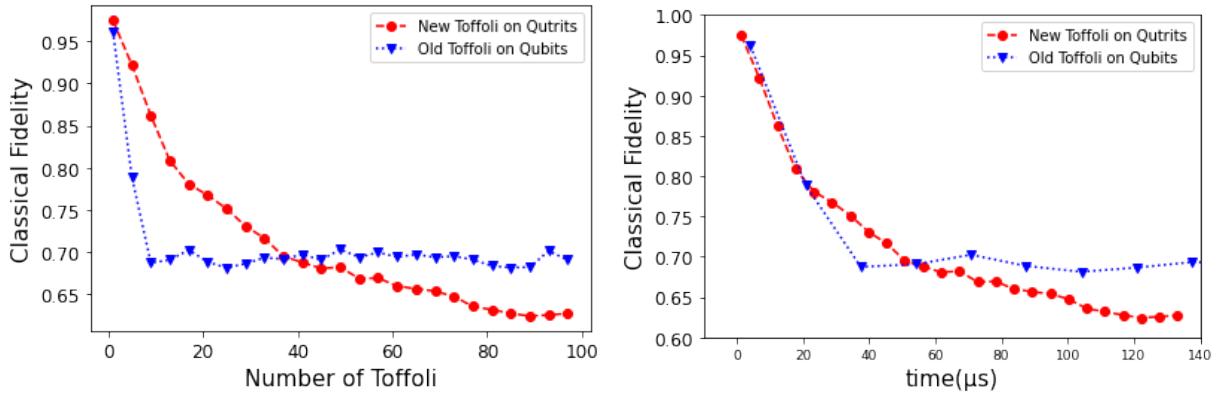 New Toffoli on Qutrits
Old Toffoli on Qubits
Classical Fidelity
0.95
0.90
0.85
0.80
0.75
0.70
0.65
0 20 40 60 80 100
Number of Toffoli
New Toffoli on Qutrits
Old Toffoli on Qubits
Classical Fidelity
1.00
0.95
0.90
0.85
0.80
0.75
0.70
0.65
0.60
0 20 40 60 80 100 120 140
time(μs)